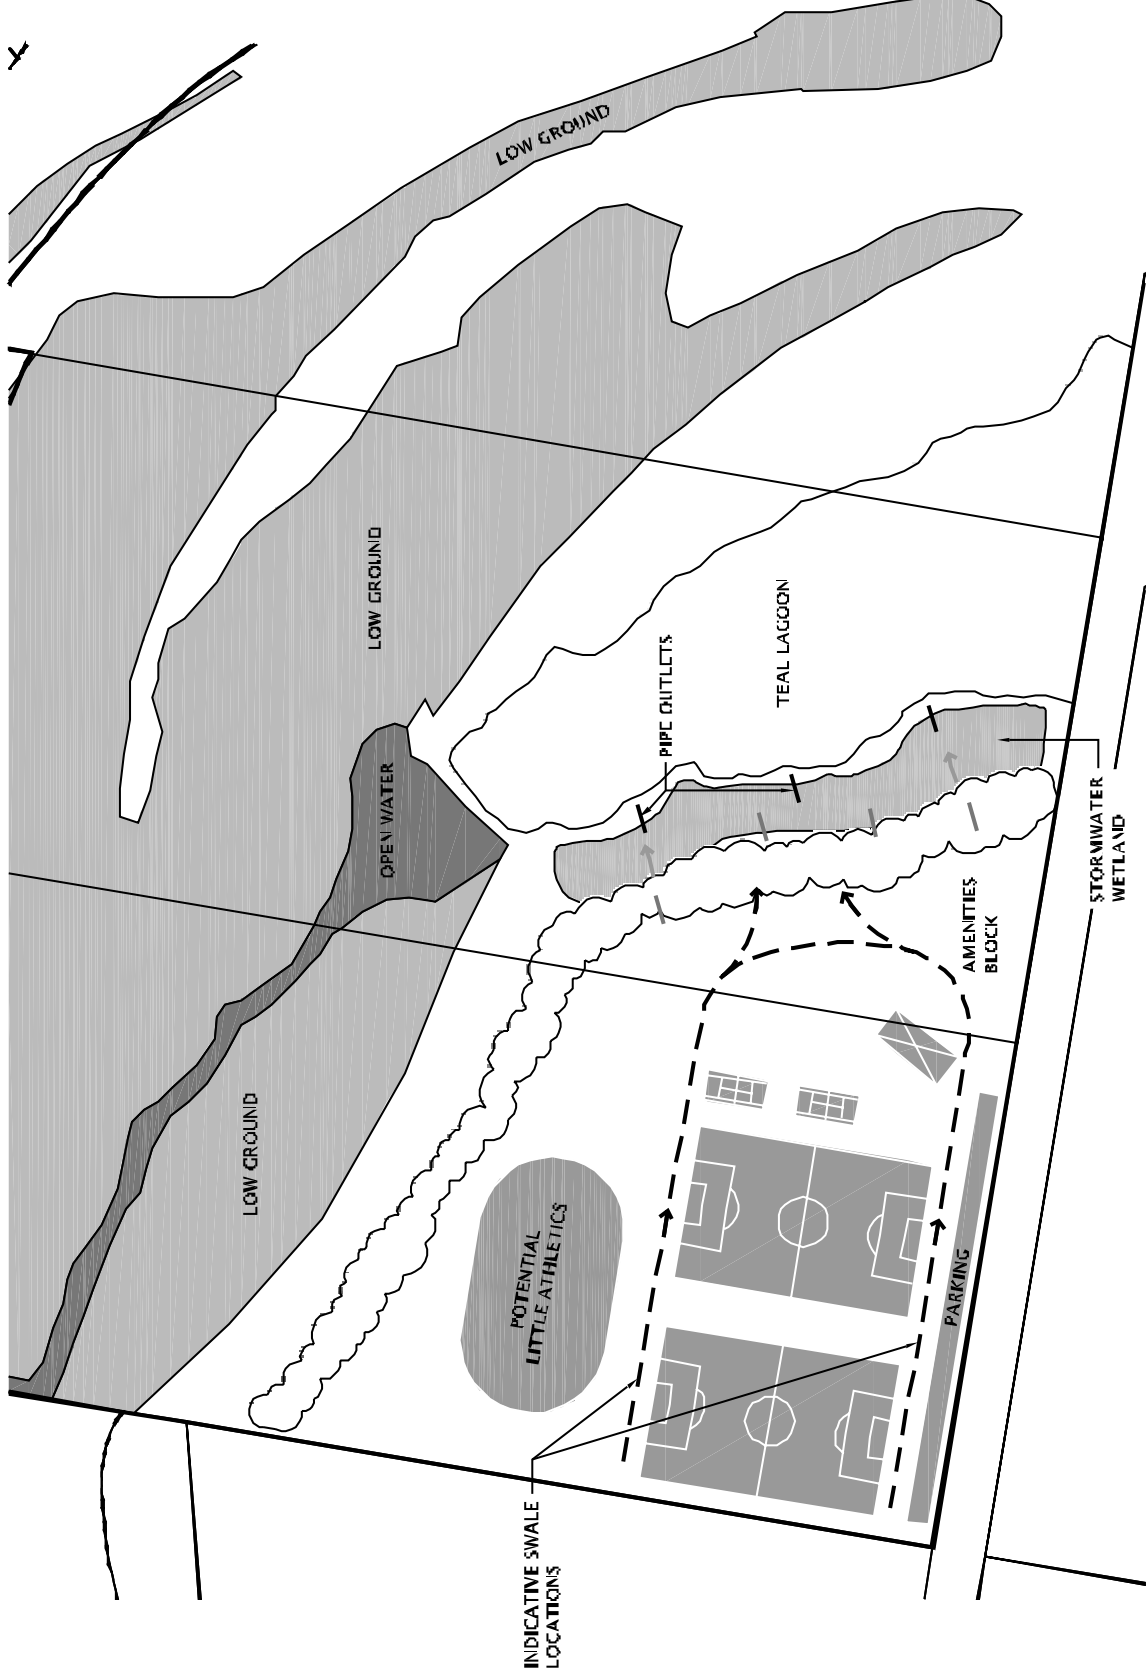 LOW GROUND
LOW GROUND
OPEN WATER
LOW GROUND
PIPE OUTLETS
TEAL LAGOON
STORMWATER
WETLAND
AMENITIES
BLOCK
POTENTIAL
LITTLE ATHLETICS
PARKING
INDICATIVE SWALE
LOCATIONS